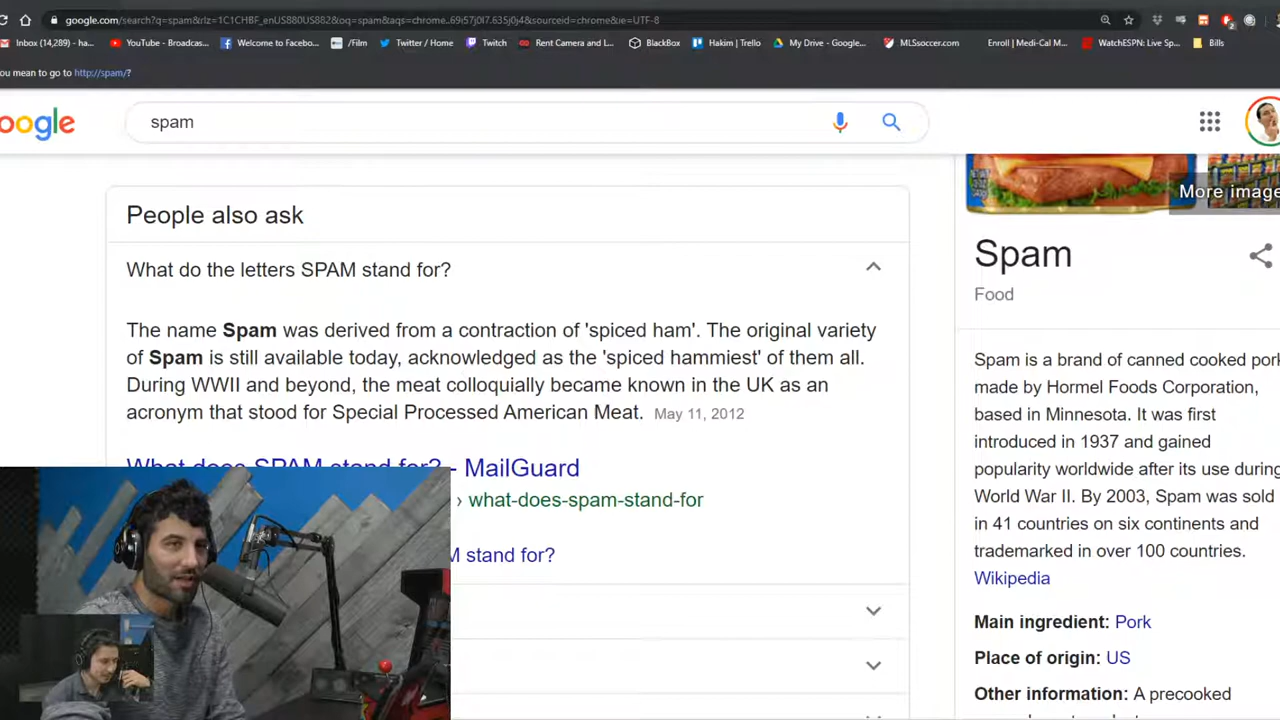 google.com/search?q=spam&rlz=1C1CHBF_enUS880US882&oq=spam&aqs=chrome..69i57j0l7.635j0j4&sourceid=chrome&ie=UTF-8
Inbox (14,289) - ha... YouTube - Broadcas... Welcome to Facebo... /Film Twitter / Home Twitch Rent Camera and L... BlackBox Hakim | Trello My Drive - Google... MLSsoccer.com Enroll | Medi-Cal M... WatchESPN: Live Sp... Bills
ou mean to go to http://spam/?
oogle
spam
People also ask
What do the letters SPAM stand for?
The name Spam was derived from a contraction of 'spiced ham'. The original variety
of Spam is still available today, acknowledged as the 'spiced hammiest' of them all.
During WWII and beyond, the meat colloquially became known in the UK as an
acronym that stood for Special Processed American Meat. May 11, 2012
What does SPAM stand for? - MailGuard
› what-does-spam-stand-for
M stand for?
More image
Spam
Food
Spam is a brand of canned cooked pork
made by Hormel Foods Corporation,
based in Minnesota. It was first
introduced in 1937 and gained
popularity worldwide after its use during
World War II. By 2003, Spam was sold
in 41 countries on six continents and
trademarked in over 100 countries.
Wikipedia
Main ingredient: Pork
Place of origin: US
Other information: A precooked